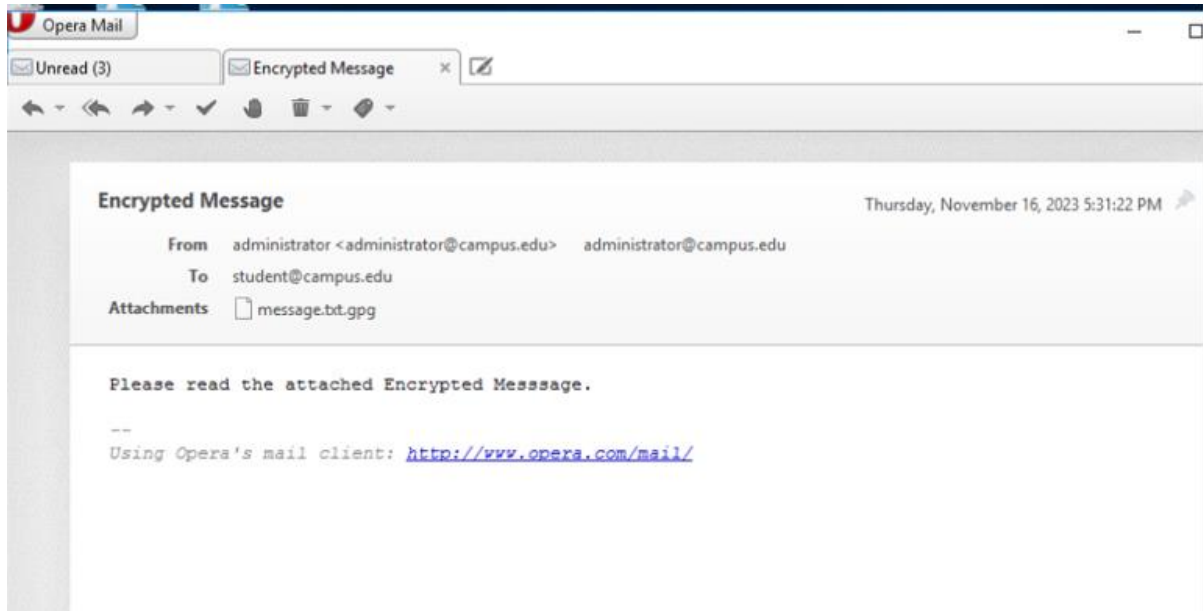 Opera Mail
Unread (3) Encrypted Message
Encrypted Message Thursday, November 16, 2023 5:31:22 PM
From administrator <administrator@campus.edu> administrator@campus.edu
To student@campus.edu
Attachments message.txt.gpg
Please read the attached Encrypted Messsage.
--
Using Opera's mail client: http://www.opera.com/mail/